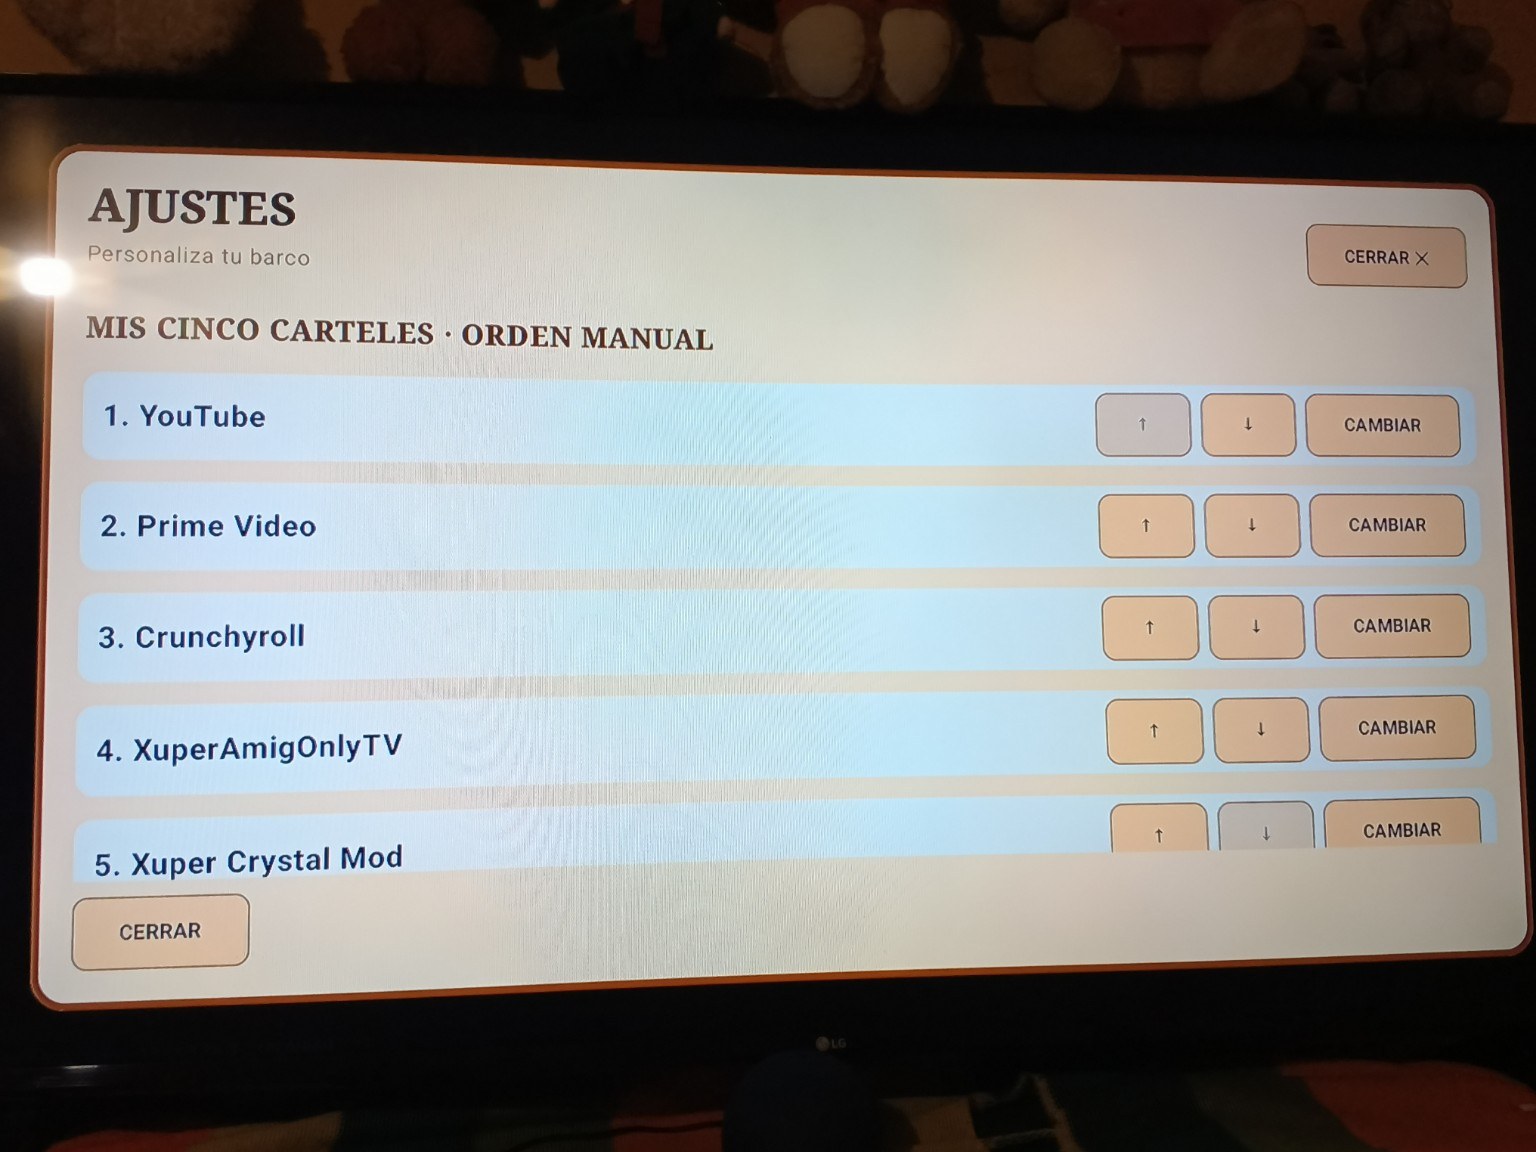 AJUSTES
Personaliza tu barco
CERRAR ×
MIS CINCO CARTELES · ORDEN MANUAL
1. YouTube ↑ ↓ CAMBIAR
2. Prime Video ↑ ↓ CAMBIAR
3. Crunchyroll ↑ ↓ CAMBIAR
4. XuperAmigOnlyTV ↑ ↓ CAMBIAR
5. Xuper Crystal Mod ↑ ↓ CAMBIAR
CERRAR
LG